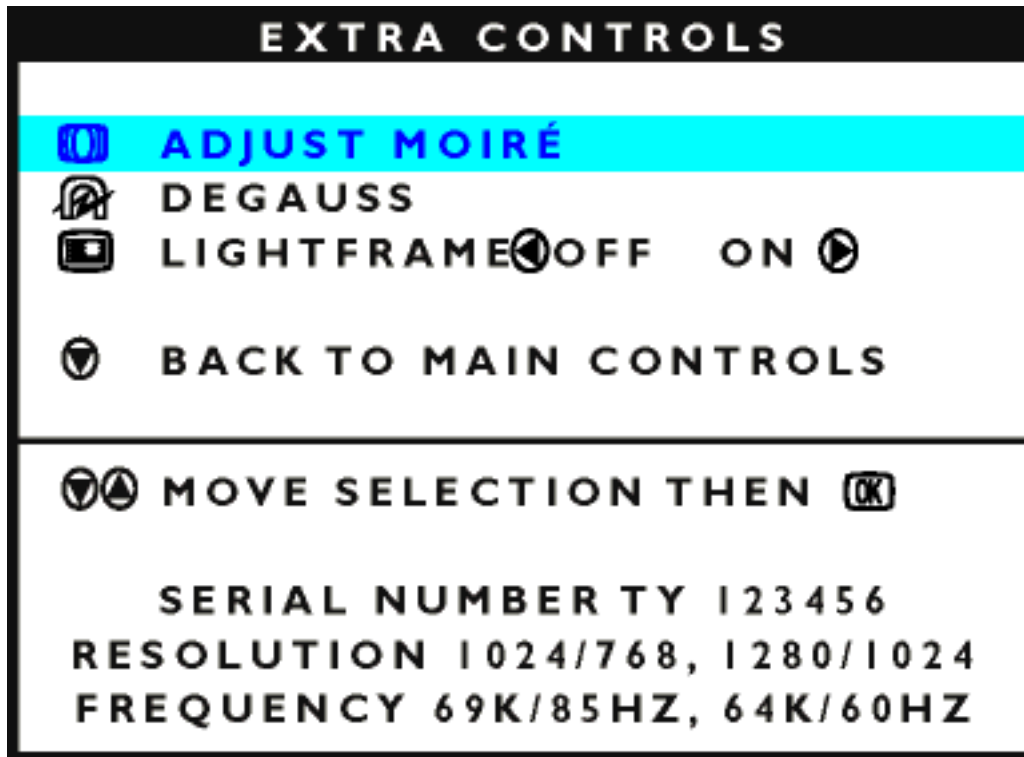 EXTRA CONTROLS
ADJUST MOIRÉ
DEGAUSS
LIGHTFRAME OFF ON
BACK TO MAIN CONTROLS
MOVE SELECTION THEN OK
SERIAL NUMBER TY 123456
RESOLUTION 1024/768, 1280/1024
FREQUENCY 69K/85HZ, 64K/60HZ